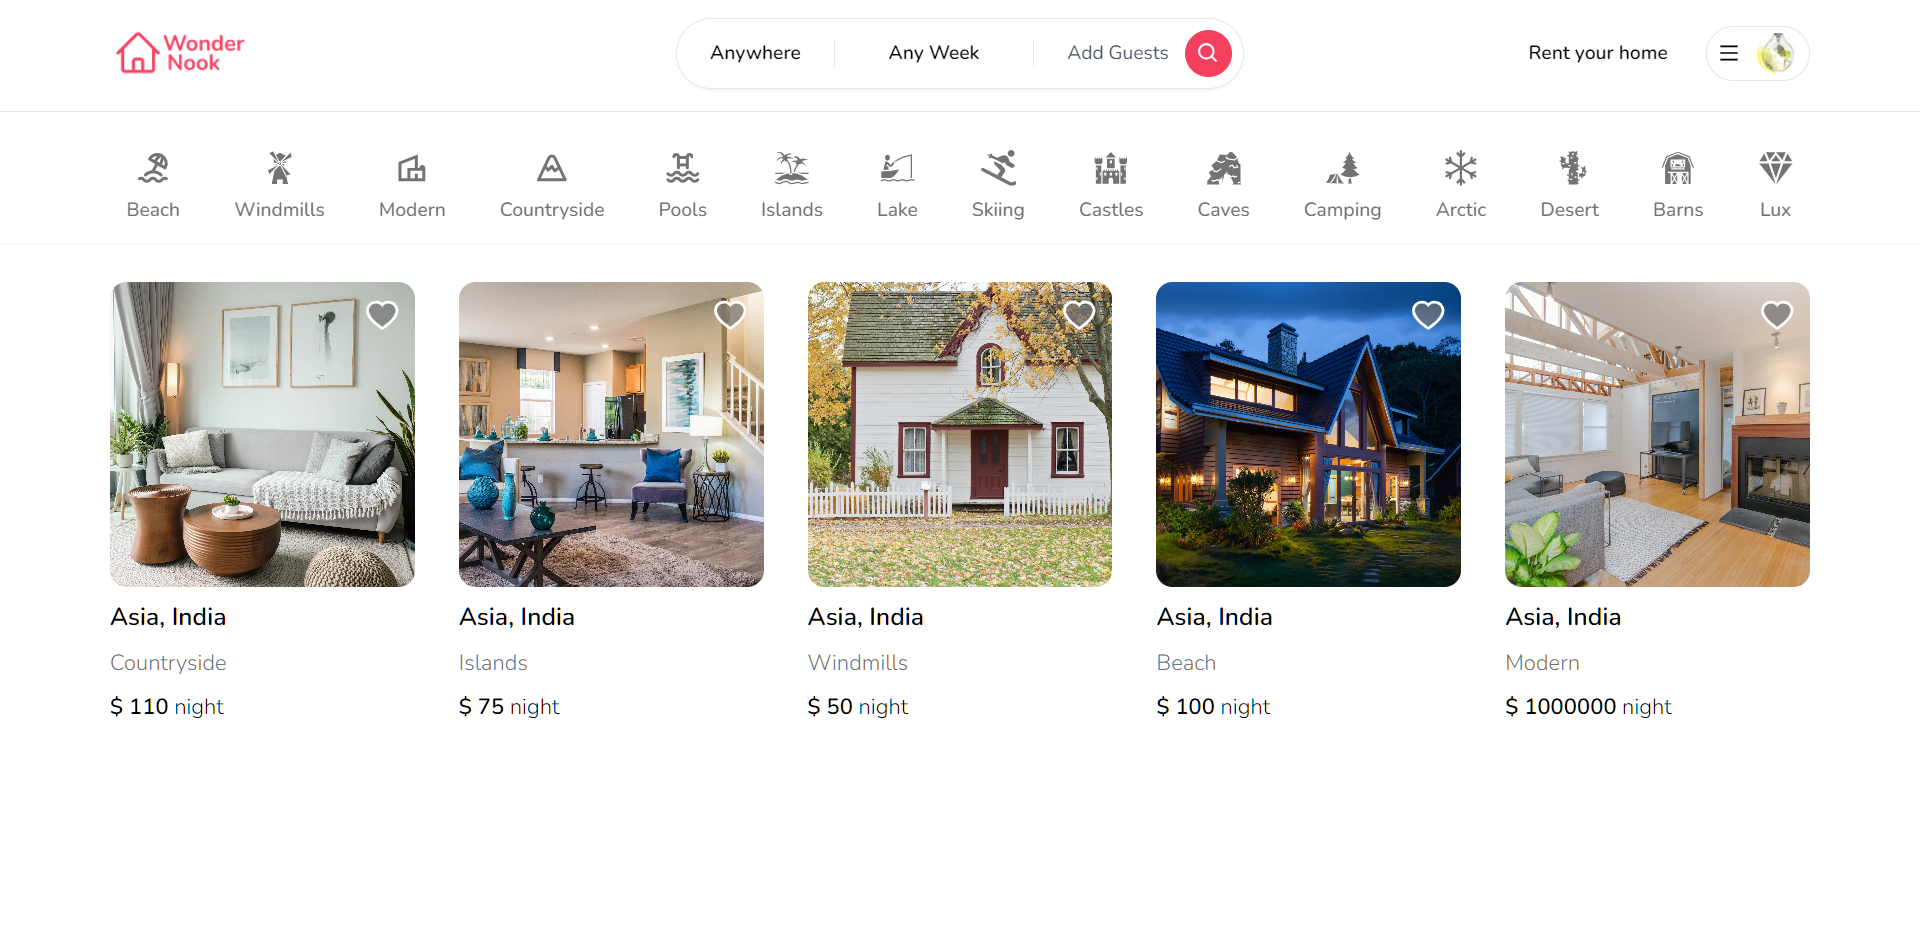 Wonder
Nook
Anywhere
Any Week
Add Guests
Rent your home
Beach
Windmills
Modern
Countryside
Pools
Islands
Lake
Skiing
Castles
Caves
Camping
Arctic
Desert
Barns
Lux
Asia, India
Countryside
$ 110 night
Asia, India
Islands
$ 75 night
Asia, India
Windmills
$ 50 night
Asia, India
Beach
$ 100 night
Asia, India
Modern
$ 1000000 night